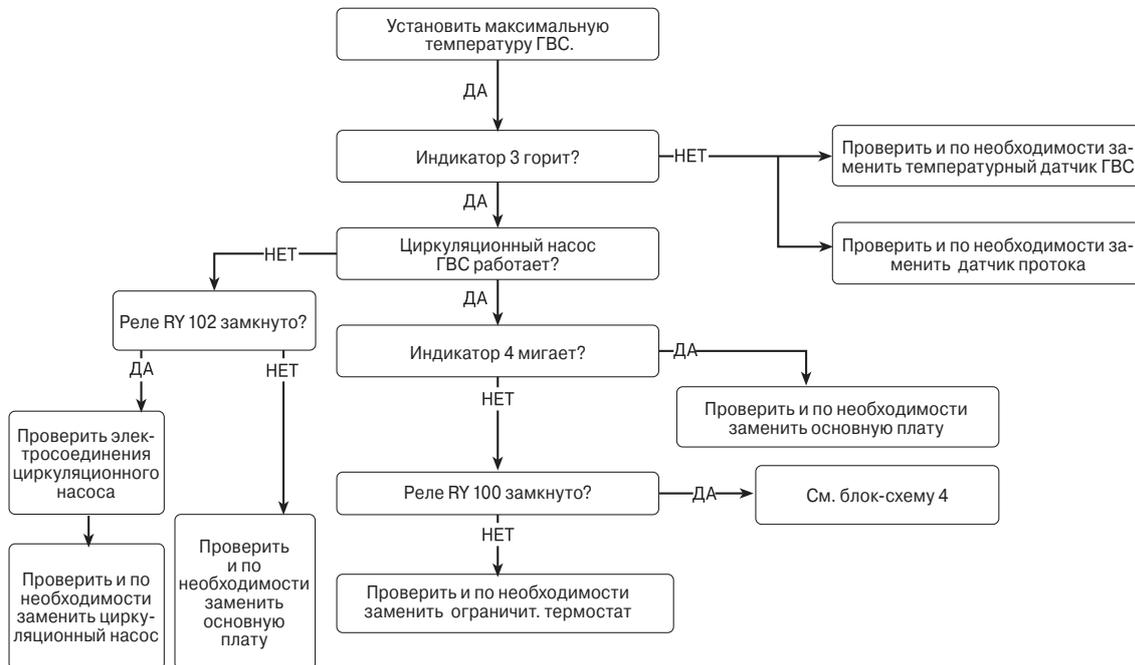 Установить максимальную
температуру ГВС.
ДА
Индикатор 3 горит?
НЕТ
Проверить и по необходимости за-
менить температурный датчик ГВС
ДА
Проверить и по необходимости за-
менить датчик протока
Циркуляционный насос
ГВС работает?
НЕТ
ДА
Реле RY 102 замкнуто?
Индикатор 4 мигает?
ДА
ДА
НЕТ
НЕТ
Проверить и по необходимости
заменить основную плату
Проверить элек-
тросоединения
циркуляционного
насоса
Реле RY 100 замкнуто?
ДА
См. блок-схему 4
НЕТ
Проверить и по
необходимости
заменить цирку-
ляционный насос
Проверить
и по
необходимости
заменить
основную
плату
Проверить и по необходимости
заменить ограничит. термостат